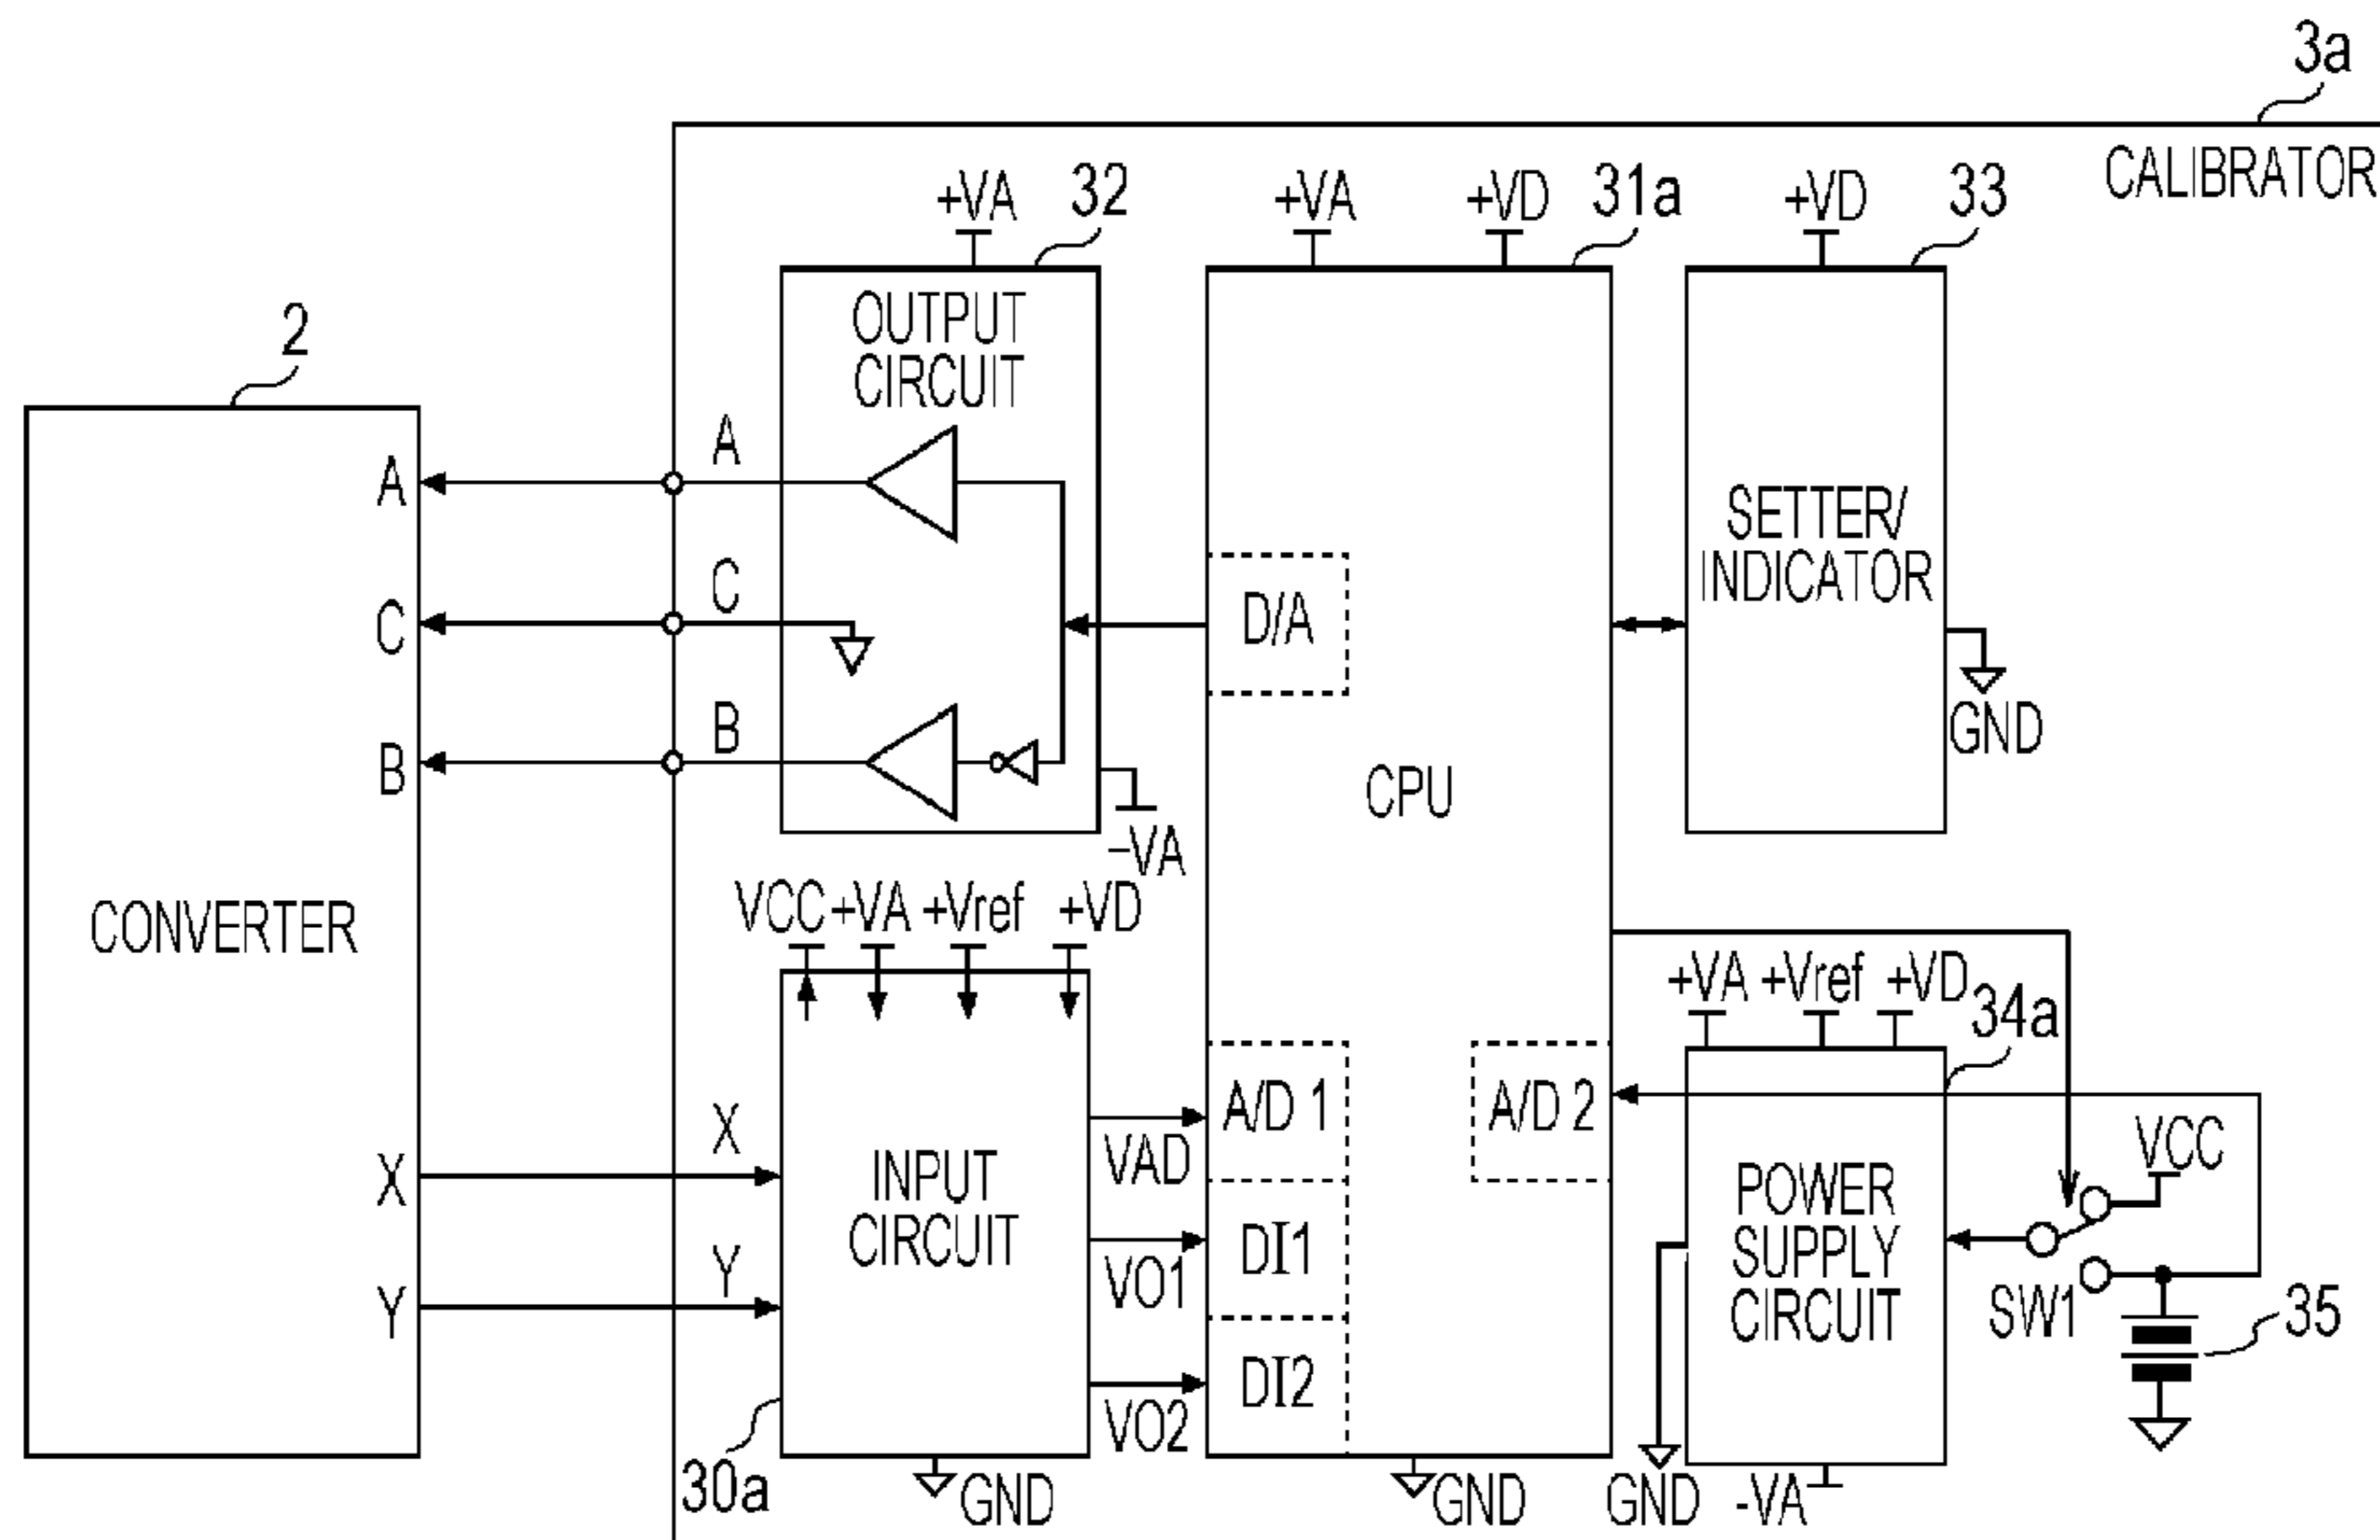 3a
CALIBRATOR
+VA
32
+VA
+VD
31a
+VD
33
2
OUTPUT
CIRCUIT
A
A
C
C
B
B
D/A
SETTER/
INDICATOR
GND
CPU
-VA
CONVERTER
VCC
+VA
+Vref
+VD
+VA
+Vref
+VD
34a
X
X
Y
Y
INPUT
CIRCUIT
VAD
VO1
VO2
A/D 1
DI1
DI2
A/D 2
POWER
SUPPLY
CIRCUIT
VCC
SW1
35
30a
GND
GND
GND
-VA